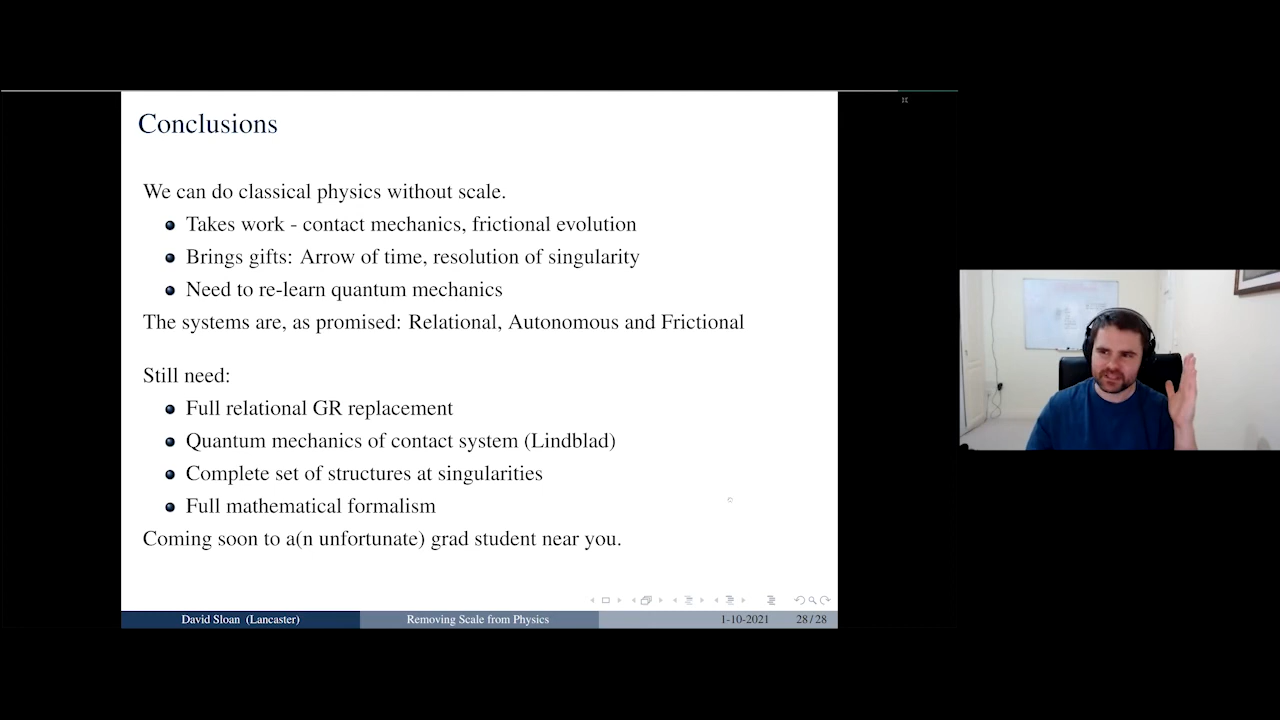 Conclusions
We can do classical physics without scale.
Takes work - contact mechanics, frictional evolution
Brings gifts: Arrow of time, resolution of singularity
Need to re-learn quantum mechanics
The systems are, as promised: Relational, Autonomous and Frictional
Still need:
Full relational GR replacement
Quantum mechanics of contact system (Lindblad)
Complete set of structures at singularities
Full mathematical formalism
Coming soon to a(n unfortunate) grad student near you.
David Sloan (Lancaster) Removing Scale from Physics 1-10-2021 28 / 28